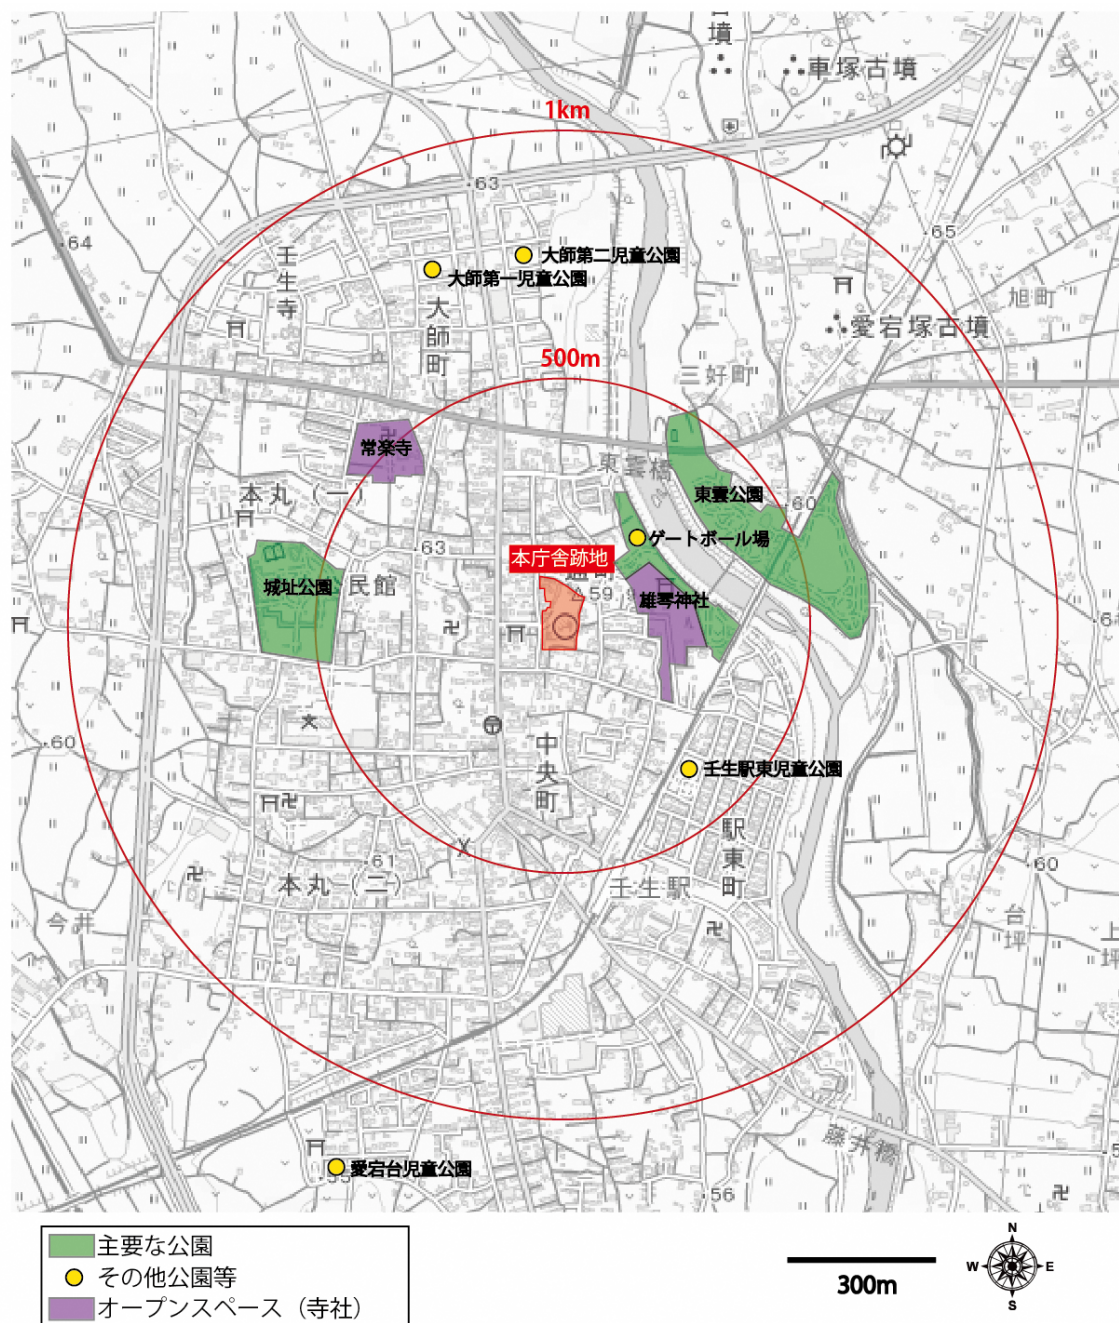 墳
車塚古墳
1km
63
64
65
大師第二児童公園
大師第一児童公園
壬生寺
大師町
旭町
愛宕塚古墳
500m
三好町
常楽寺
東雲橋
本丸(一)
東雲公園
60
ゲートボール場
63
本庁舎跡地
城址公園
民館
59
雄琴神社
60
中央町
壬生駅東児童公園
駅東町
61
本丸(二)
壬生駅
60
今井
台坪
上坪
藤井橋
愛宕台児童公園
55
56
主要な公園
その他公園等
オープンスペース(寺社)
300m
N
W
E
S